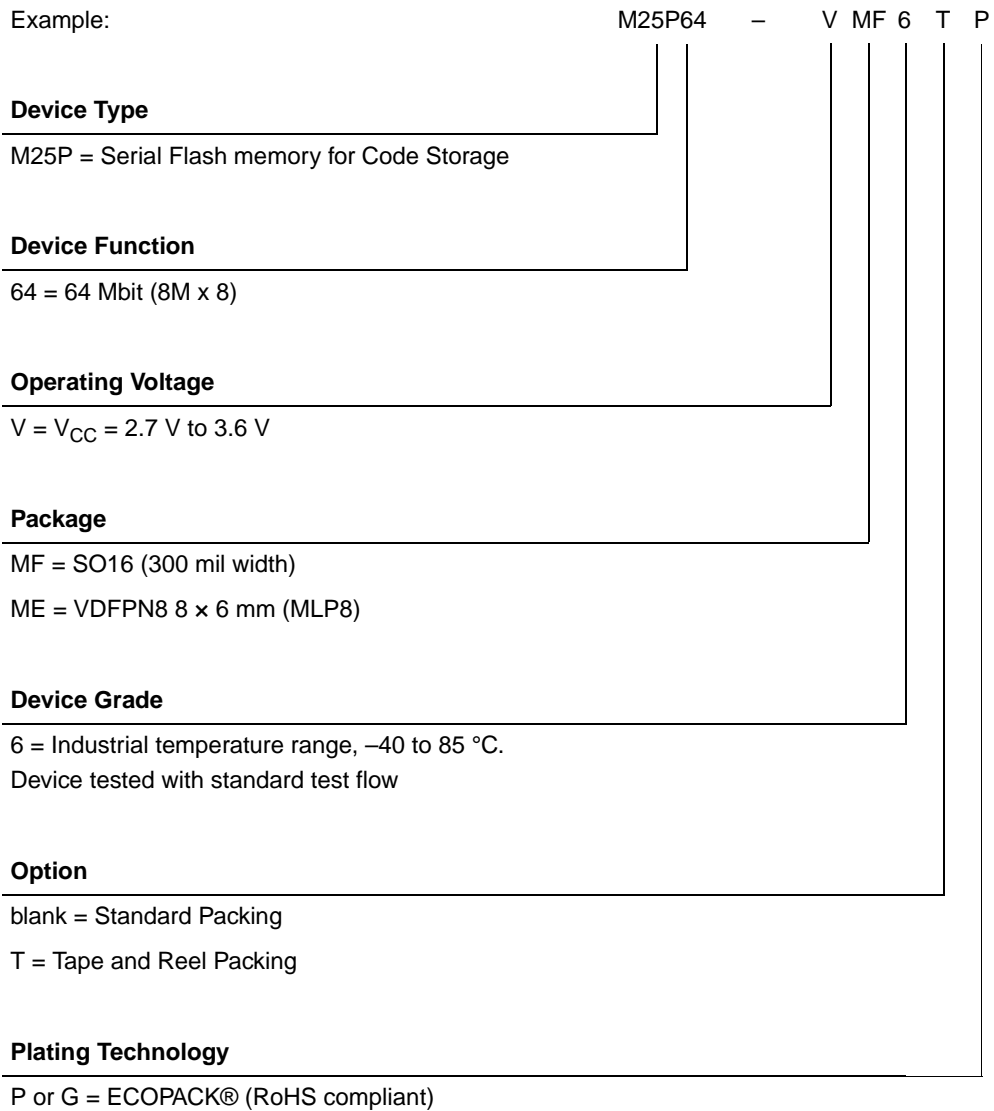 Example: M25P64 – V MF 6 T P
Device Type
M25P = Serial Flash memory for Code Storage
Device Function
64 = 64 Mbit (8M x 8)
Operating Voltage
V = VCC = 2.7 V to 3.6 V
Package
MF = SO16 (300 mil width)
ME = VDFPN8 8 × 6 mm (MLP8)
Device Grade
6 = Industrial temperature range, –40 to 85 °C.
Device tested with standard test flow
Option
blank = Standard Packing
T = Tape and Reel Packing
Plating Technology
P or G = ECOPACK® (RoHS compliant)